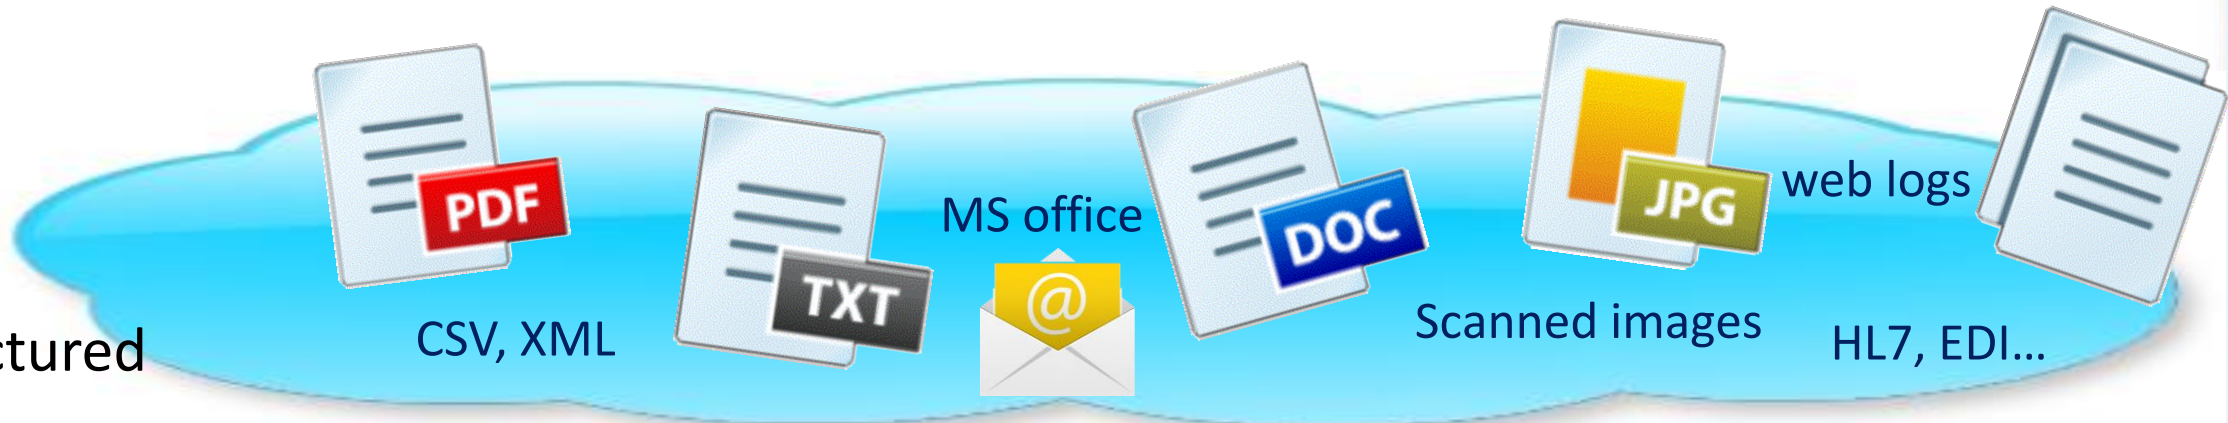 PDF
TXT
MS office
@
DOC
JPG
web logs
ctured
CSV, XML
Scanned images
HL7, EDI...